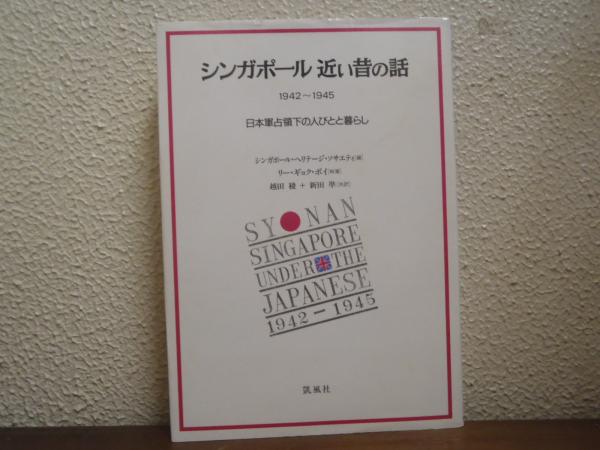 シンガポール 近い昔の話
1942～1945
日本軍占領下の人びとと暮らし
シンガポール・ヘリテージ・ソサエティ[編]
リー・ギョク・ボイ[執筆]
越田 稜 + 新田 準[共訳]
SYONAN
SINGAPORE
UNDER THE
JAPANESE
1942－1945
凱風社